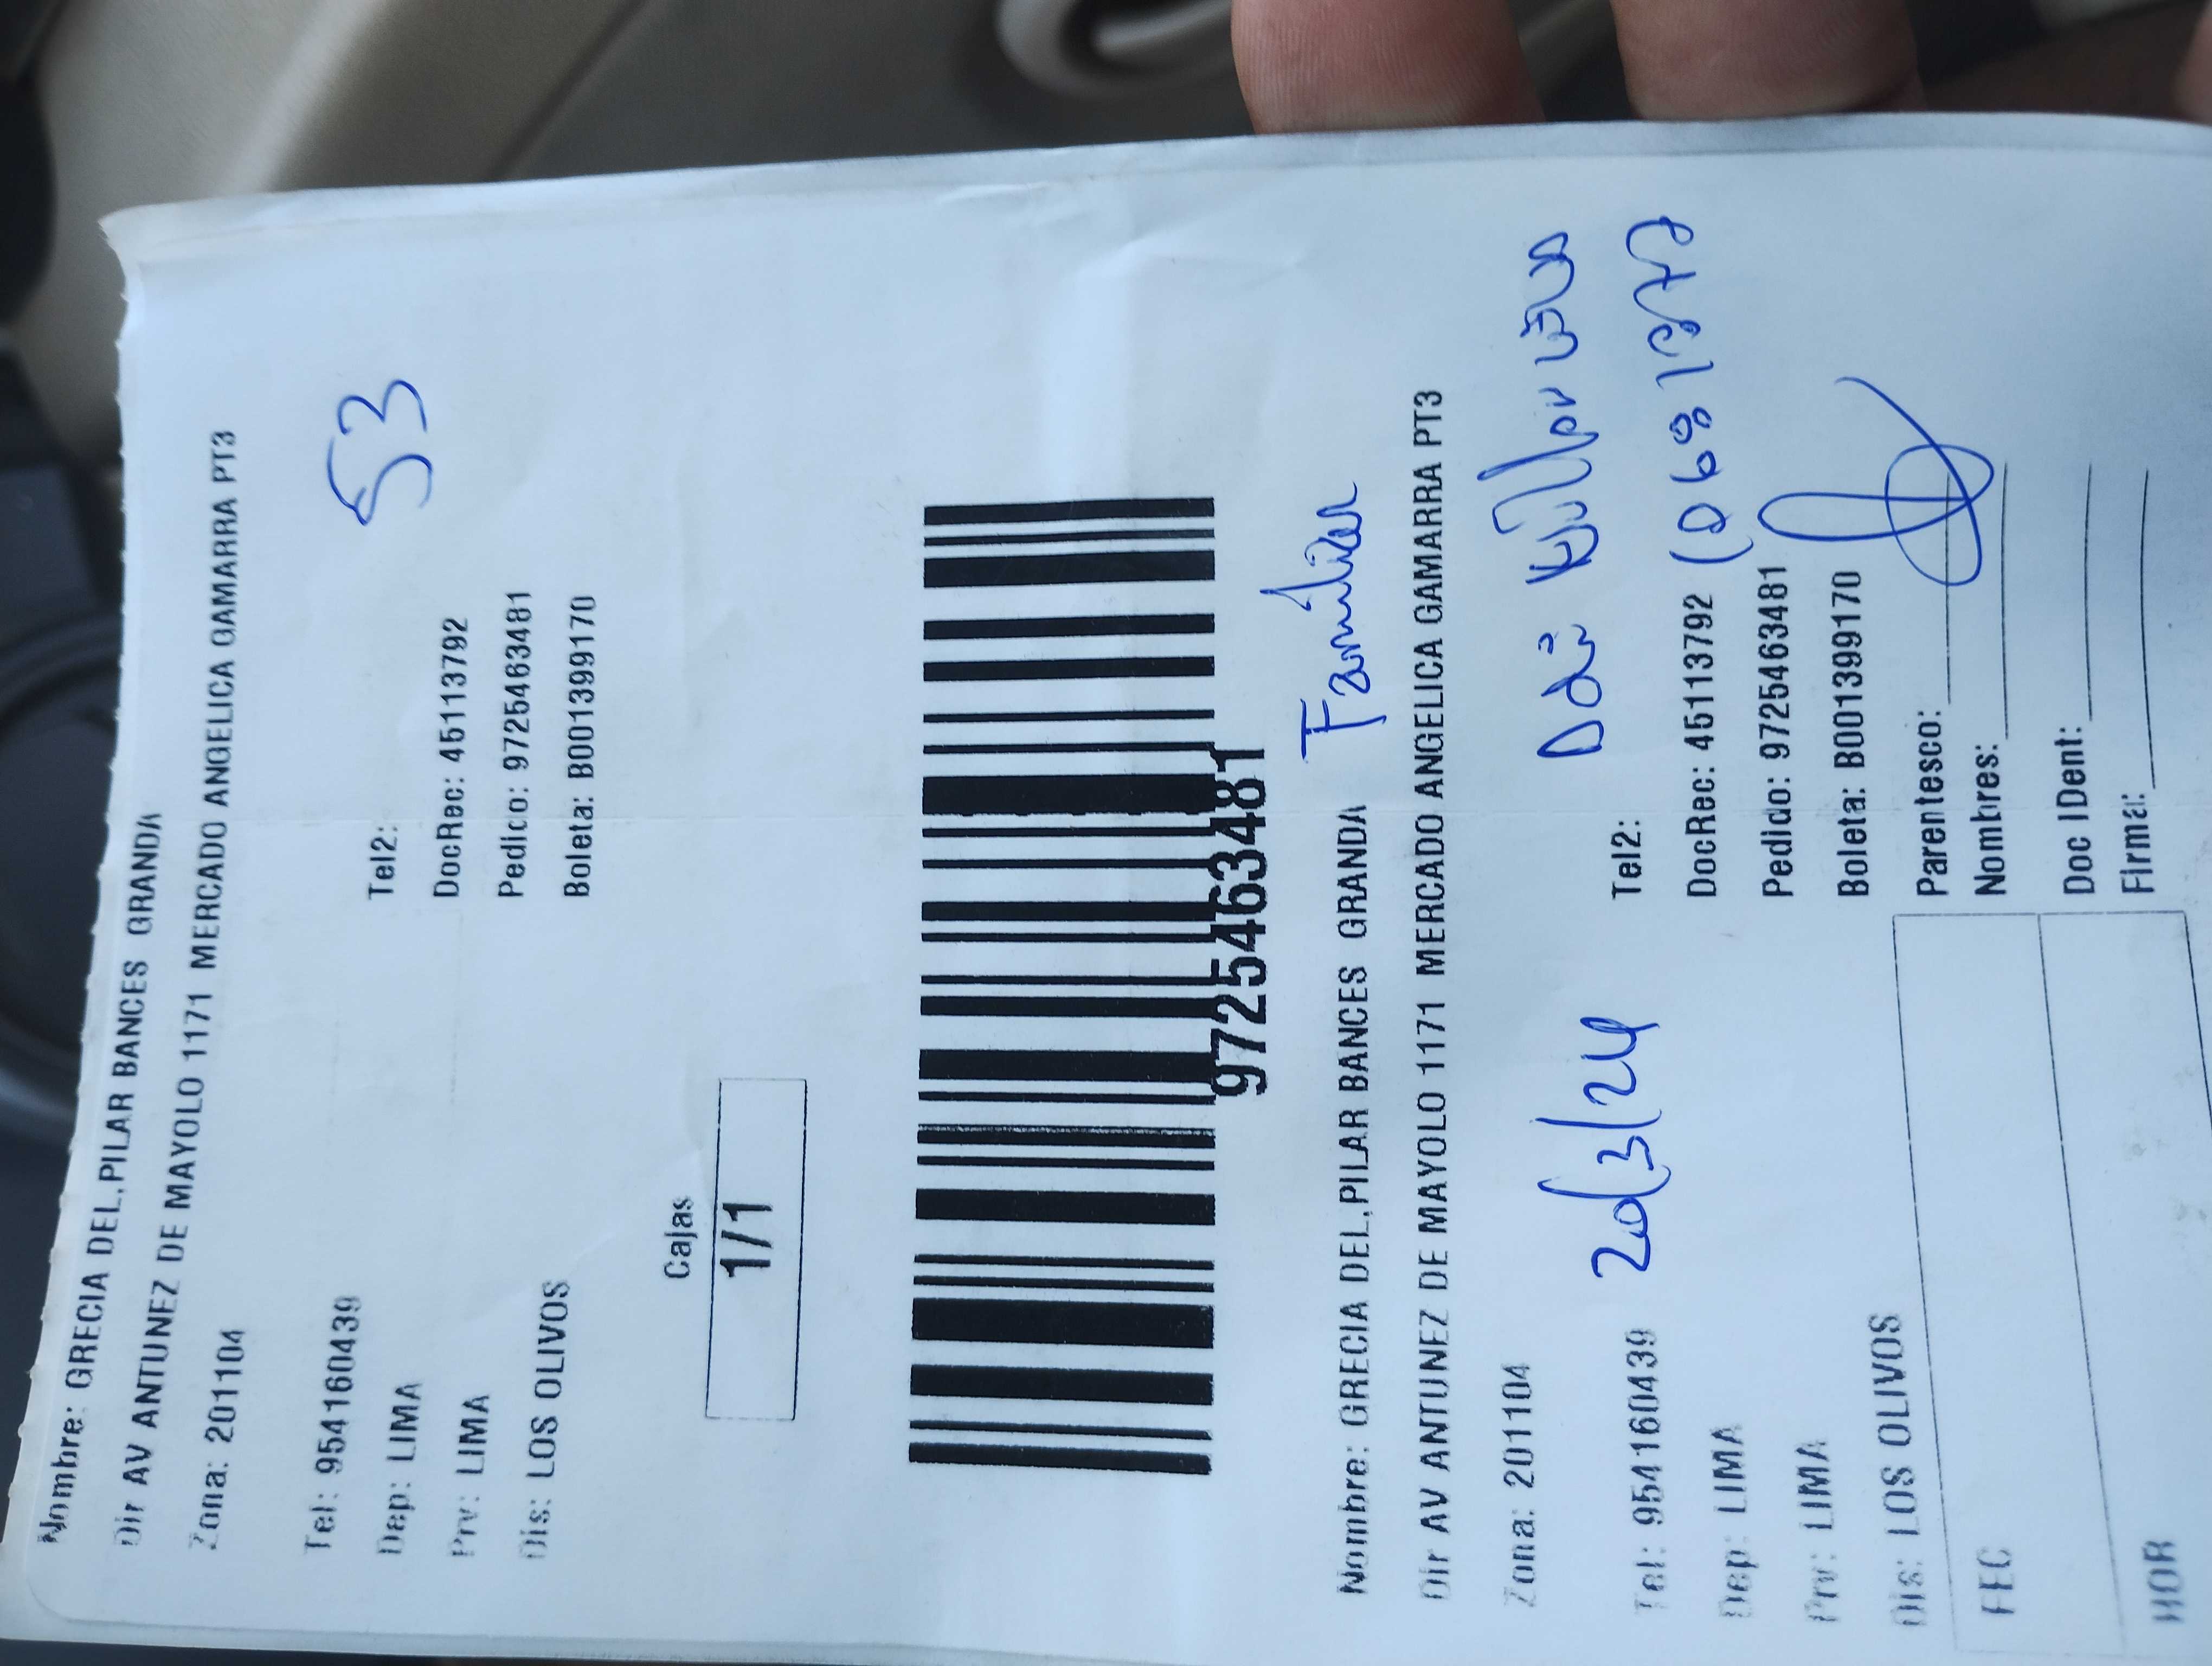 Nombre: GRECIA DEL,PILAR BANCES GRANDA
Dir AV ANTUNEZ DE MAYOLO 1171 MERCADO ANGELICA GAMARRA PT3
Zona: 201104
53
Tel: 954160439
Tel2:
Dep: LIMA
DocRec: 45113792
Prv: LIMA
Pedido: 9725463481
Dis: LOS OLIVOS
Boleta: B001399170
Cajas
1/1
9725463481
Familiar
Nombre: GRECIA DEL,PILAR BANCES GRANDA
Dir AV ANTUNEZ DE MAYOLO 1171 MERCADO ANGELICA GAMARRA PT3
Zona: 201104
20/3/24
Tel: 954160439
Tel2:
Dep: LIMA
DocRec: 45113792
Prv: LIMA
Pedido: 9725463481
Dis: LOS OLIVOS
Boleta: B001399170
FEC
Parentesco:
Nombres:
HOR
Doc IDent:
Firma: